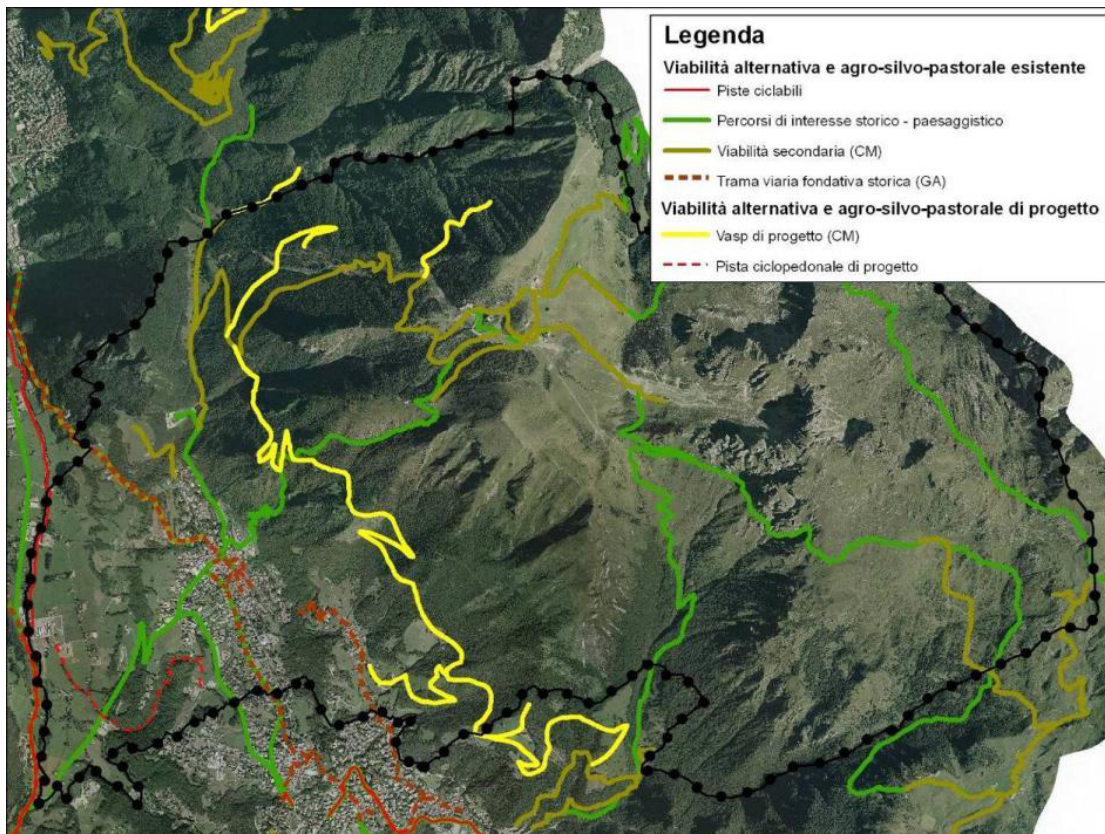 Legenda
Viabilità alternativa e agro-silvo-pastorale esistente
Piste ciclabili
Percorsi di interesse storico - paesaggistico
Viabilità secondaria (CM)
Trama viaria fondativa storica (GA)
Viabilità alternativa e agro-silvo-pastorale di progetto
Vasp di progetto (CM)
Pista ciclopedonale di progetto